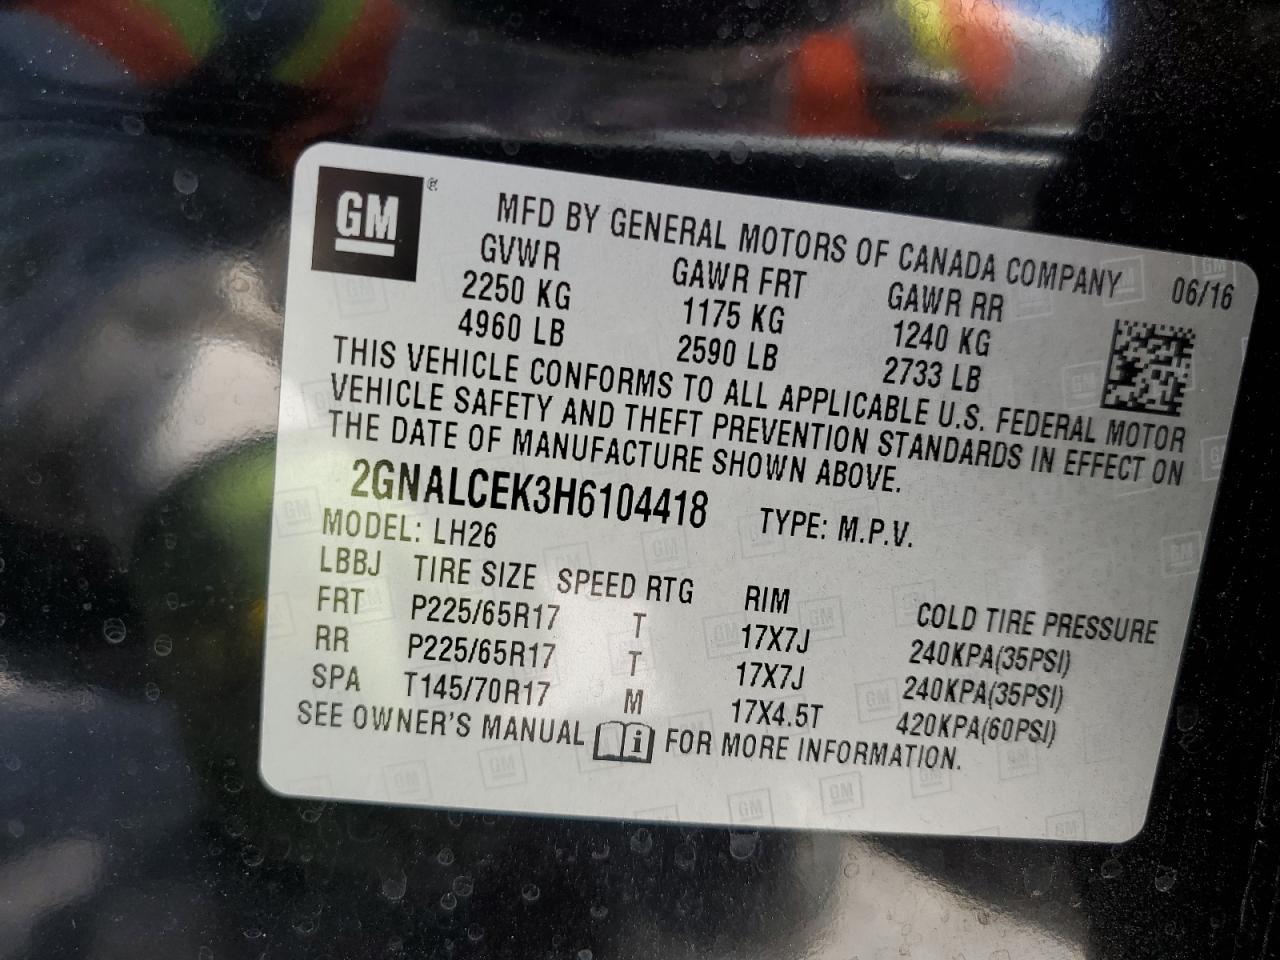 GM®
MFD BY GENERAL MOTORS OF CANADA COMPANY
06/16
GVWR GAWR FRT GAWR RR
2250 KG 1175 KG 1240 KG
4960 LB 2590 LB 2733 LB
THIS VEHICLE CONFORMS TO ALL APPLICABLE U.S. FEDERAL MOTOR
VEHICLE SAFETY AND THEFT PREVENTION STANDARDS IN EFFECT ON
THE DATE OF MANUFACTURE SHOWN ABOVE.
2GNALCEK3H6104418 TYPE: M.P.V.
MODEL: LH26
LBBJ TIRE SIZE SPEED RTG RIM COLD TIRE PRESSURE
FRT P225/65R17 T 17X7J 240KPA(35PSI)
RR P225/65R17 T 17X7J 240KPA(35PSI)
SPA T145/70R17 M 17X4.5T 420KPA(60PSI)
SEE OWNER'S MANUAL FOR MORE INFORMATION.